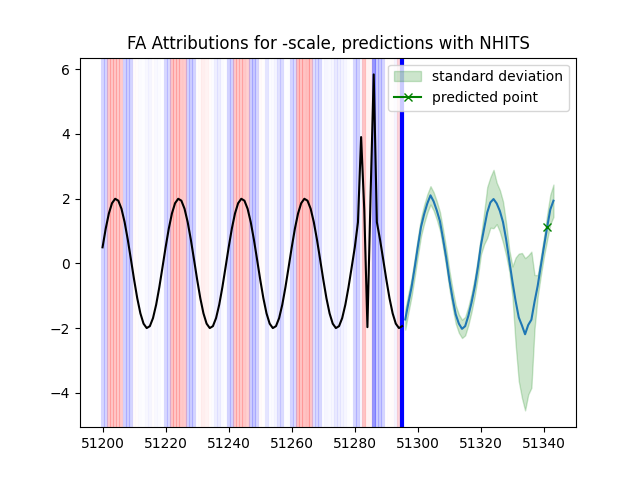 FA Attributions for -scale, predictions with NHITS
standard deviation
predicted point
6
4
2
0
−2
−4
51200 51220 51240 51260 51280 51300 51320 51340